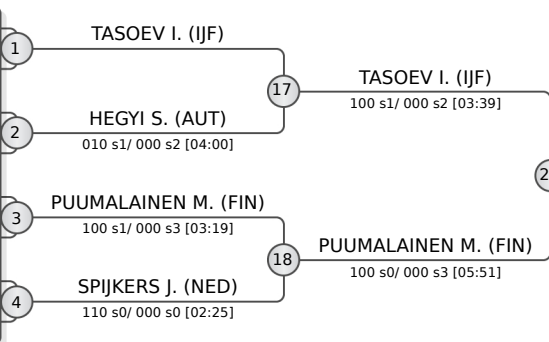 TASOEV I. (IJF)
1
17
TASOEV I. (IJF)
100 s1/ 000 s2 [03:39]
HEGYI S. (AUT)
2
010 s1/ 000 s2 [04:00]
2
PUUMALAINEN M. (FIN)
3
100 s1/ 000 s3 [03:19]
18
PUUMALAINEN M. (FIN)
100 s0/ 000 s3 [05:51]
SPIJKERS J. (NED)
4
110 s0/ 000 s0 [02:25]